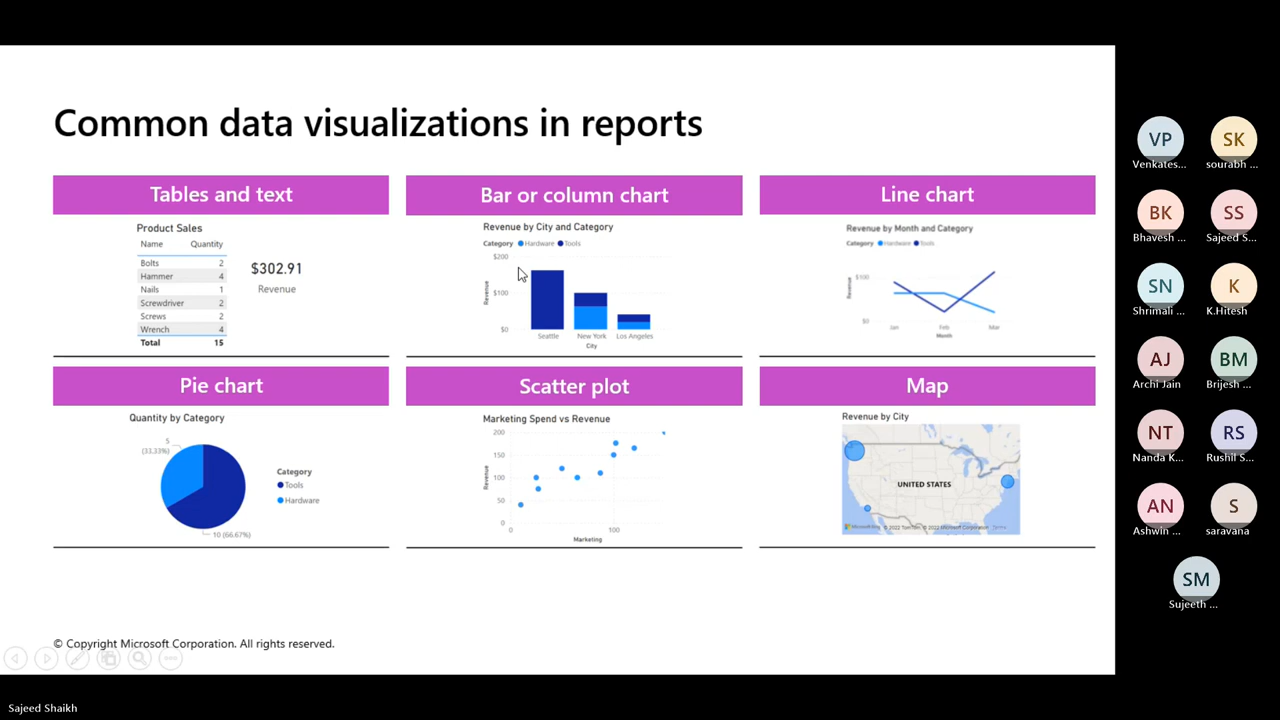 Common data visualizations in reports
Tables and text
Product Sales
Name Quantity
Bolts 2
Hammer 4
Nails 1
Screwdriver 2
Screws 2
Wrench 4
Total 15
$302.91
Revenue
Bar or column chart
Revenue by City and Category
Category Hardware Tools
$200
$100
$0
Revenue
Seattle New York Los Angeles
City
Line chart
Revenue by Month and Category
Category Hardware Tools
$100
$0
Revenue
Jan Feb Mar
Month
Pie chart
Quantity by Category
5
(33.33%)
10 (66.67%)
Category
Tools
Hardware
Scatter plot
Marketing Spend vs Revenue
200
150
100
50
0
Revenue
0 100
Marketing
Map
Revenue by City
UNITED STATES
© 2022 TomTom, © 2022 Microsoft Corporation Terms
© Copyright Microsoft Corporation. All rights reserved.
VP SK
Venkates... sourabh ...
BK SS
Bhavesh ... Sajeed S...
SN K
Shrimali ... K.Hitesh
AJ BM
Archi Jain Brijesh ...
NT RS
Nanda K... Rushil S...
AN S
Ashwin ... saravana
SM
Sujeeth ...
Sajeed Shaikh